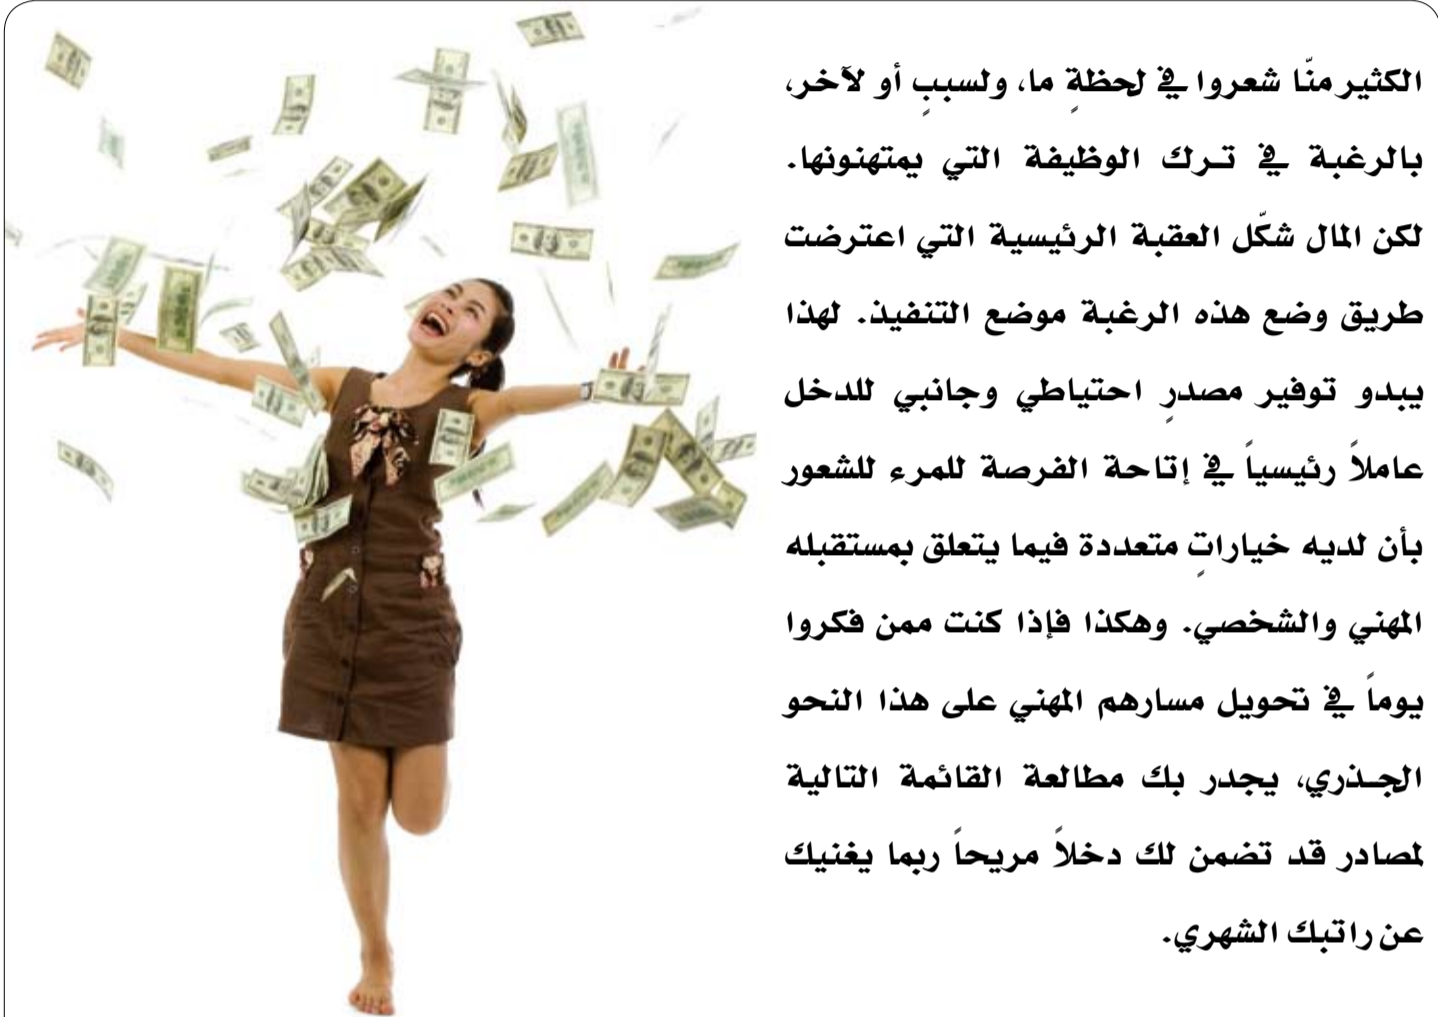 الكثير منّا شعروا في لحظةٍ ما، ولسببٍ أو لآخر،
بالرغبة في تـرك الوظيفة التي يمتهنونها.
لكن المال شكّل العقبة الرئيسية التي اعترضت
طريق وضع هذه الرغبة موضع التنفيذ. لهذا
يبدو توفير مصدرٍ احتياطي وجانبي للدخل
عاملاً رئيسياً في إتاحة الفرصة للمرء للشعور
بأن لديه خياراتٍ متعددة فيما يتعلق بمستقبله
المهني والشخصي. وهكذا فإذا كنت ممن فكروا
يوماً في تحويل مسارهم المهني على هذا النحو
الجـذري، يجدر بك مطالعة القائمة التالية
لمصادر قد تضمن لك دخلاً مريحاً ربما يغنيك
عن راتبك الشهري.